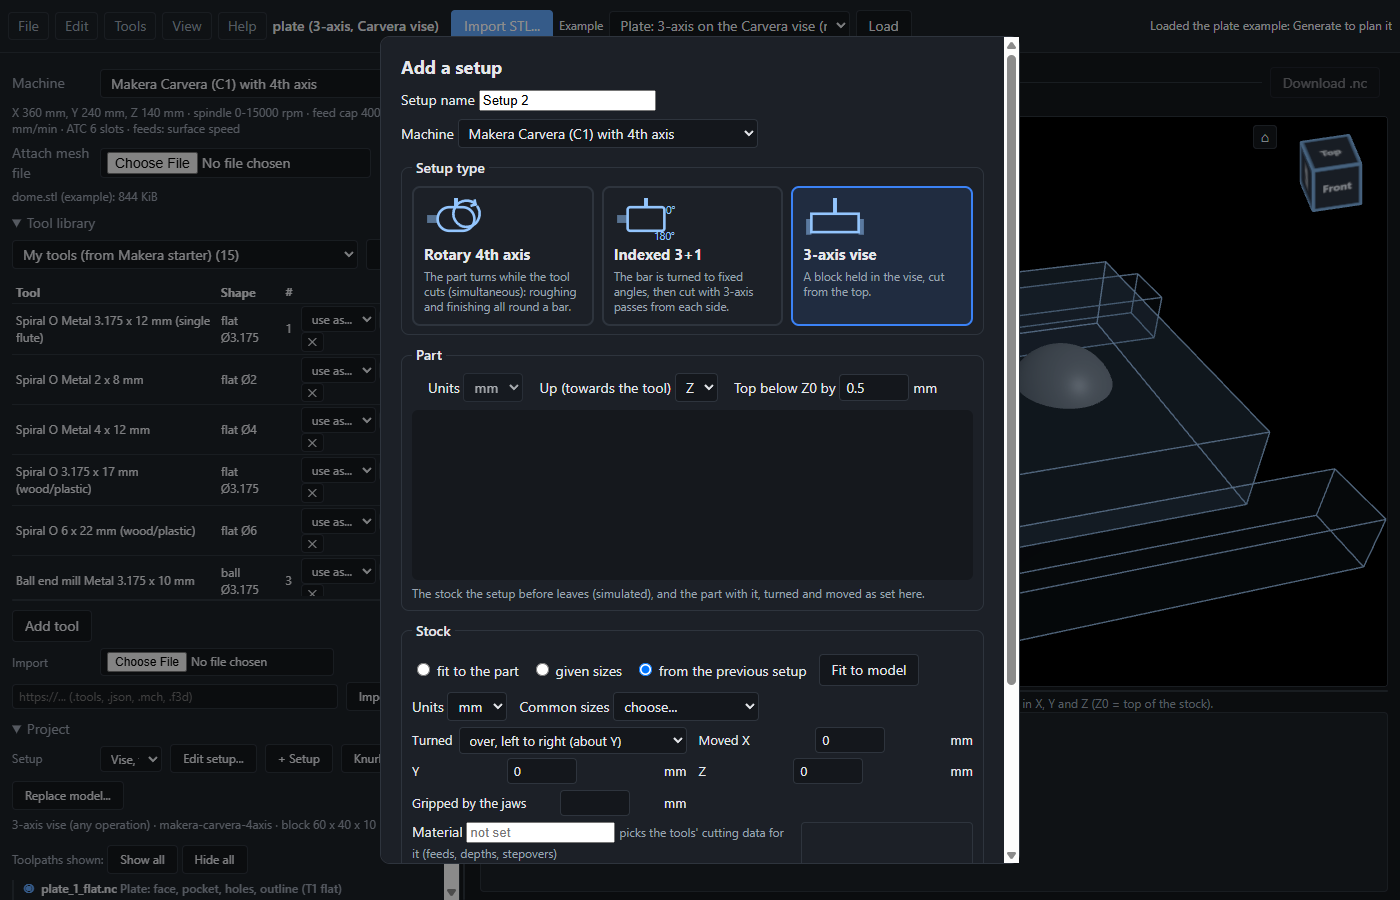 File Edit Tools View Help plate (3-axis, Carvera vise) Import STL... Example Plate: 3-axis on the Carvera vise (r Load Loaded the plate example: Generate to plan it
Machine Makera Carvera (C1) with 4th axis
X 360 mm, Y 240 mm, Z 140 mm · spindle 0-15000 rpm · feed cap 400
mm/min · ATC 6 slots · feeds: surface speed
Attach mesh file Choose File No file chosen
dome.stl (example): 844 KiB
▼ Tool library
My tools (from Makera starter) (15)
Tool Shape #
Spiral O Metal 3.175 x 12 mm (single flute) flat Ø3.175 1 use as... ×
Spiral O Metal 2 x 8 mm flat Ø2 use as... ×
Spiral O Metal 4 x 12 mm flat Ø4 use as... ×
Spiral O 3.175 x 17 mm (wood/plastic) flat Ø3.175 use as... ×
Spiral O 6 x 22 mm (wood/plastic) flat Ø6 use as... ×
Ball end mill Metal 3.175 x 10 mm ball Ø3.175 3 use as... ×
Add tool
Import Choose File No file chosen
https://... (.tools, .json, .mch, .f3d) Impo
▼ Project
Setup Vise, Edit setup... + Setup Knurl
Replace model...
3-axis vise (any operation) · makera-carvera-4axis · block 60 x 40 x 10
Toolpaths shown: Show all Hide all
plate_1_flat.nc Plate: face, pocket, holes, outline (T1 flat)
Add a setup
Setup name Setup 2
Machine Makera Carvera (C1) with 4th axis
Setup type
Rotary 4th axis
The part turns while the tool
cuts (simultaneous): roughing
and finishing all round a bar.
0°
180°
Indexed 3+1
The bar is turned to fixed
angles, then cut with 3-axis
passes from each side.
3-axis vise
A block held in the vise, cut
from the top.
Part
Units mm Up (towards the tool) Z Top below Z0 by 0.5 mm
The stock the setup before leaves (simulated), and the part with it, turned and moved as set here.
Stock
fit to the part given sizes from the previous setup Fit to model
Units mm Common sizes choose...
Turned over, left to right (about Y) Moved X 0 mm
Y 0 mm Z 0 mm
Gripped by the jaws mm
Material not set picks the tools' cutting data for
it (feeds, depths, stepovers)
Download .nc
⌂
Top
Front
in X, Y and Z (Z0 = top of the stock).